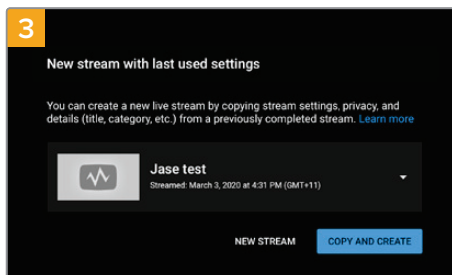 3
New stream with last used settings
You can create a new live stream by copying stream settings, privacy, and
details (title, category, etc.) from a previously completed stream. Learn more
Jase test
Streamed: March 3, 2020 at 4:31 PM (GMT+11)
NEW STREAM COPY AND CREATE